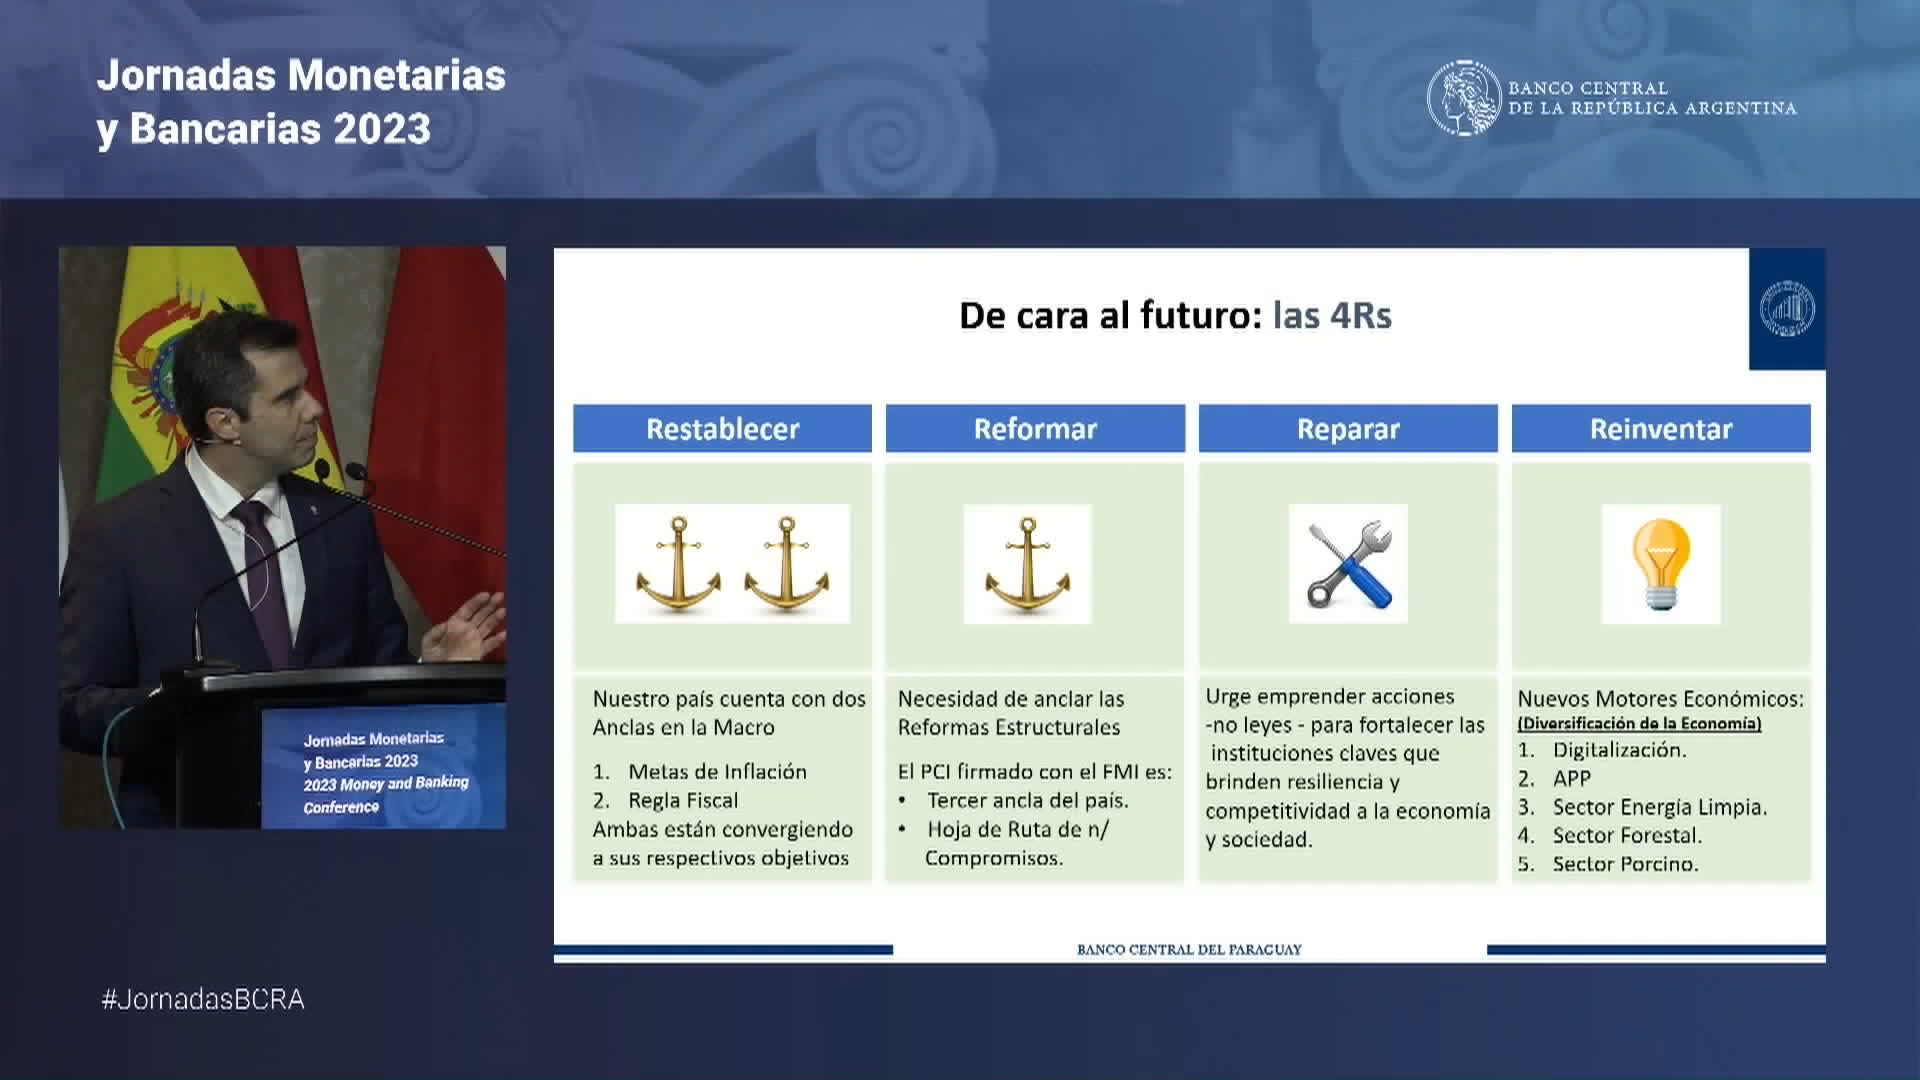 Jornadas Monetarias
y Bancarias 2023
BANCO CENTRAL
DE LA REPÚBLICA ARGENTINA
Jornadas Monetarias
y Bancarias 2023
2023 Money and Banking
Conference
De cara al futuro: las 4Rs
Restablecer
Nuestro país cuenta con dos
Anclas en la Macro
1. Metas de Inflación
2. Regla Fiscal
Ambas están convergiendo
a sus respectivos objetivos
Reformar
Necesidad de anclar las
Reformas Estructurales
El PCI firmado con el FMI es:
• Tercer ancla del país.
• Hoja de Ruta de n/
Compromisos.
Reparar
Urge emprender acciones
-no leyes - para fortalecer las
instituciones claves que
brinden resiliencia y
competitividad a la economía
y sociedad.
Reinventar
Nuevos Motores Económicos:
(Diversificación de la Economía)
1. Digitalización.
2. APP
3. Sector Energía Limpia.
4. Sector Forestal.
5. Sector Porcino.
BANCO CENTRAL DEL PARAGUAY
#JornadasBCRA